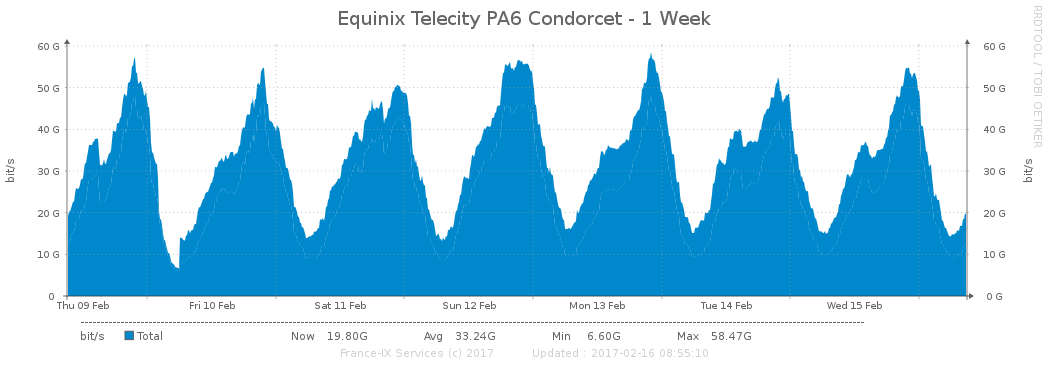 Equinix Telecity PA6 Condorcet - 1 Week
RRDTOOL / TOBI OETIKER
bit/s
60 G
50 G
40 G
30 G
20 G
10 G
0
60 G
50 G
40 G
30 G
20 G
10 G
0 G
bit/s
Thu 09 Feb Fri 10 Feb Sat 11 Feb Sun 12 Feb Mon 13 Feb Tue 14 Feb Wed 15 Feb
bit/s Total Now 19.80G Avg 33.24G Min 6.60G Max 58.47G
France-IX Services (c) 2017 Updated : 2017-02-16 08:55:10